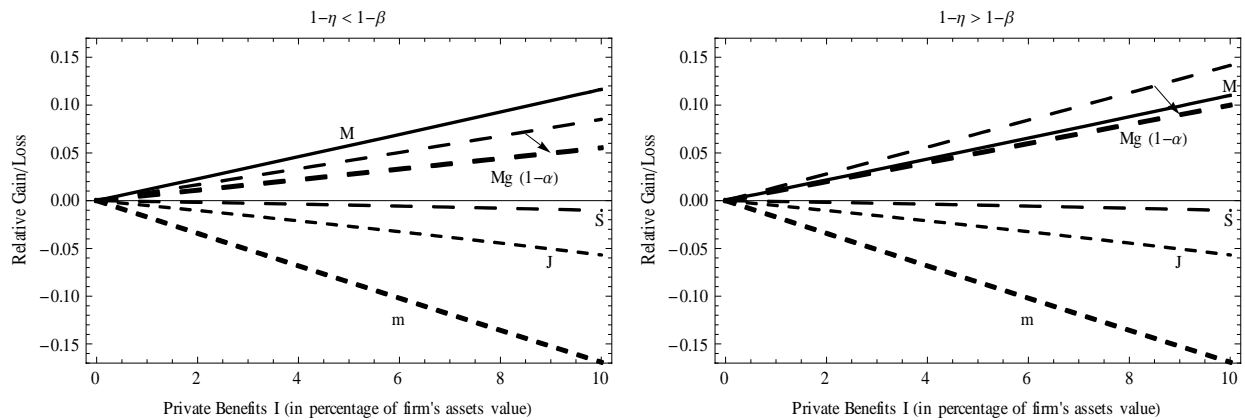 1−η < 1−β
0.15
0.10
0.05
0.00
−0.05
−0.10
−0.15
Relative Gain/Loss
M
Mg (1−α)
S
J
m
0 2 4 6 8 10
Private Benefits I (in percentage of firm's assets value)
1−η > 1−β
0.15
0.10
0.05
0.00
−0.05
−0.10
−0.15
Relative Gain/Loss
M
Mg (1−α)
S
J
m
0 2 4 6 8 10
Private Benefits I (in percentage of firm's assets value)